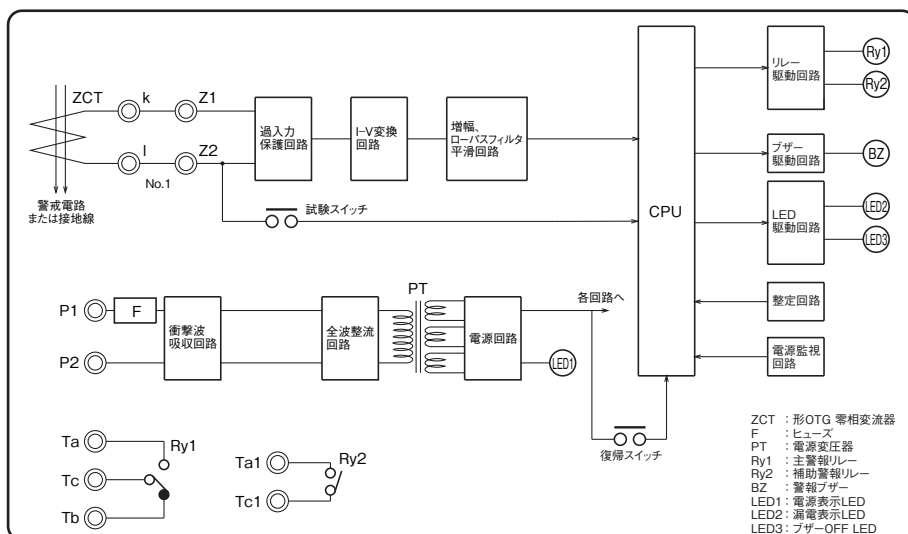 ZCT
k
Z1
l
Z2
No.1
警戒電路
または接地線
過入力
保護回路
I−V変換
回路
増幅、
ローパスフィルタ
平滑回路
試験スイッチ
CPU
リレー
駆動回路
Ry1
Ry2
ブザー
駆動回路
BZ
LED
駆動回路
LED2
LED3
整定回路
電源監視
回路
P1
F
P2
衝撃波
吸収回路
全波整流
回路
PT
電源回路
LED1
各回路へ
復帰スイッチ
Ta
Ry1
Tc
Tb
Ta1
Ry2
Tc1
ZCT :形OTG 零相変流器
F :ヒューズ
PT :電源変圧器
Ry1 :主警報リレー
Ry2 :補助警報リレー
BZ :警報ブザー
LED1:電源表示LED
LED2:漏電表示LED
LED3:ブザーOFF LED